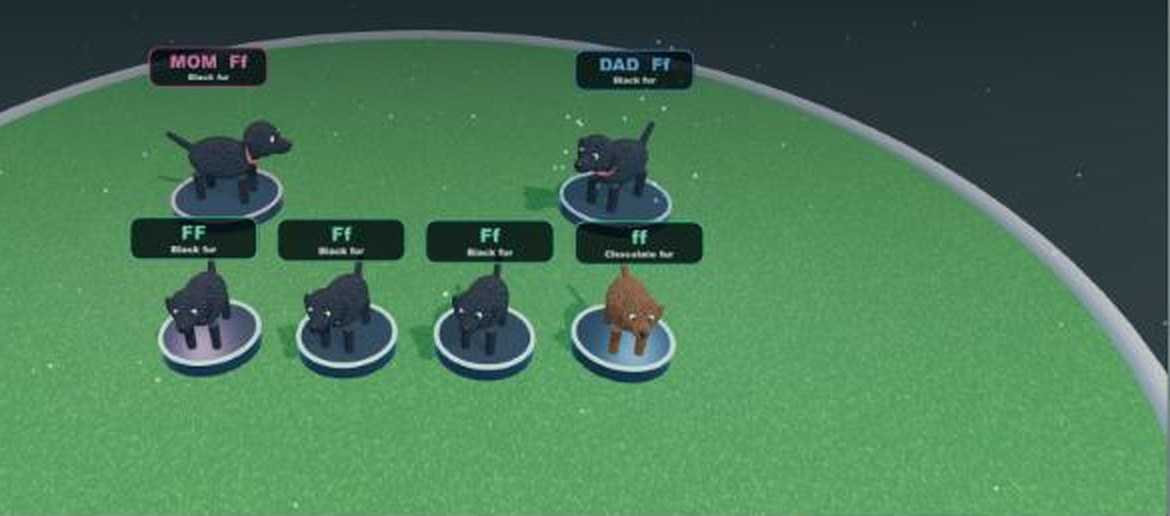 MOM Ff
Black fur
DAD Ff
Black fur
FF
Black fur
Ff
Black fur
Ff
Black fur
ff
Chocolate fur